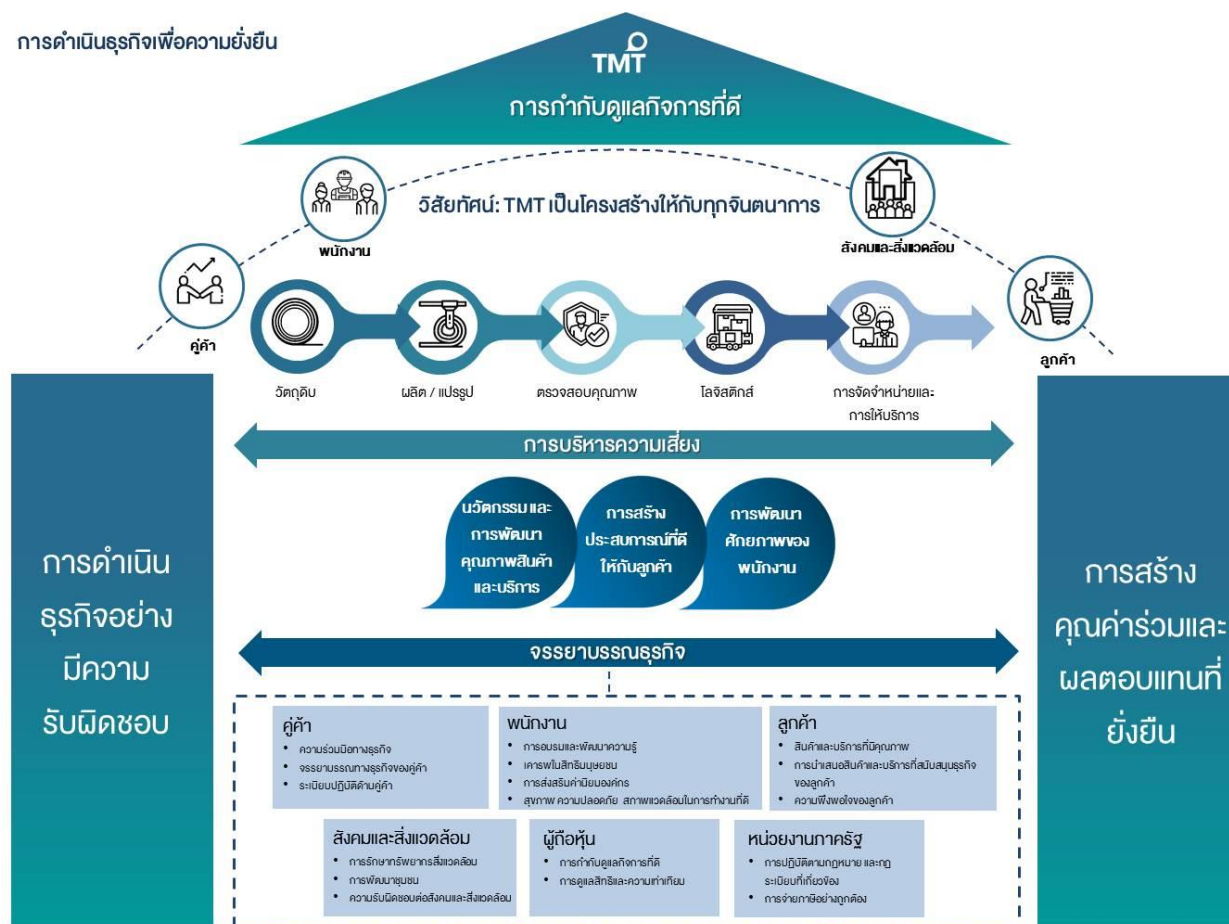 การดำเนินธุรกิจเพื่อความยั่งยืน
TMT
การกำกับดูแลกิจการที่ดี
วิสัยทัศน์: TMT เป็นโครงสร้างให้กับทุกจินตนาการ
พนักงาน
สังคมและสิ่งแวดล้อม
คู่ค้า
ลูกค้า
วัตถุดิบ
ผลิต / แปรรูป
ตรวจสอบคุณภาพ
โลจิสติกส์
การจัดจำหน่ายและ
การให้บริการ
การบริหารความเสี่ยง
นวัตกรรม และ
การพัฒนา
คุณภาพสินค้า
และบริการ
การสร้าง
ประสบการณ์ที่ดี
ให้กับลูกค้า
การพัฒนา
ศักยภาพของ
พนักงาน
การดำเนิน
ธุรกิจอย่าง
มีความ
รับผิดชอบ
การสร้าง
คุณค่าร่วมและ
ผลตอบแทนที่
ยั่งยืน
จรรยาบรรณธุรกิจ
คู่ค้า
• ความร่วมมือทางธุรกิจ
• จรรยาบรรณทางธุรกิจของคู่ค้า
• ระเบียบปฏิบัติด้านคู่ค้า
พนักงาน
• การอบรมและพัฒนาความรู้
• เคารพในสิทธิมนุษยชน
• การส่งเสริมค่านิยมองค์กร
• สุขภาพ ความปลอดภัย สภาพแวดล้อมในการทำงานที่ดี
ลูกค้า
• สินค้าและบริการที่มีคุณภาพ
• การนำเสนอสินค้าและบริการที่สนับสนุนธุรกิจ
ของลูกค้า
• ความพึงพอใจของลูกค้า
สังคมและสิ่งแวดล้อม
• การรักษาทรัพยากรสิ่งแวดล้อม
• การพัฒนาชุมชน
• ความรับผิดชอบต่อสังคมและสิ่งแวดล้อม
ผู้ถือหุ้น
• การกำกับดูแลกิจการที่ดี
• การดูแลสิทธิและความเท่าเทียม
หน่วยงานภาครัฐ
• การปฏิบัติตามกฎหมาย และกฎ
ระเบียบที่เกี่ยวข้อง
• การจ่ายภาษีอย่างถูกต้อง